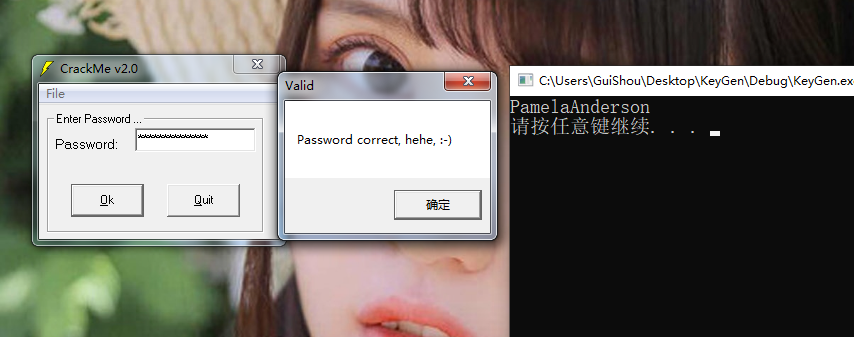 CrackMe v2.0
File
Enter Password ...
Password:
****************
Ok
Quit
Valid
Password correct, hehe, :-)
确定
C:\Users\GuiShou\Desktop\KeyGen\Debug\KeyGen.ex
PamelaAnderson
请按任意键继续. . .